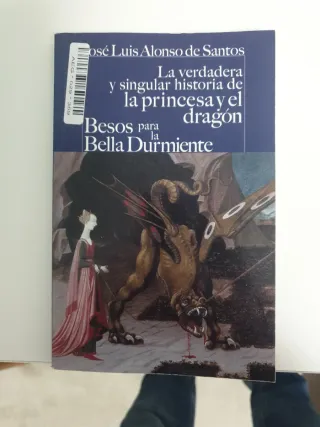 José Luis Alonso de Santos
La verdadera
y singular historia de
la princesa y el
dragón
Besos para
la
Bella Durmiente